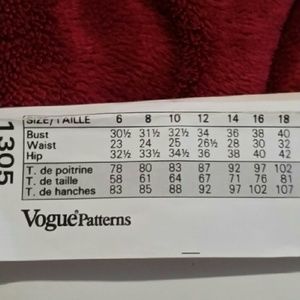 1305
SIZE/TAILLE 6 8 10 12 14 16 18
Bust 30½ 31½ 32½ 34 36 38 40
Waist 23 24 25 26½ 28 30 32
Hip 32½ 33½ 34½ 36 38 40 42
T. de poitrine 78 80 83 87 92 97 102
T. de taille 58 61 64 67 71 76 81
T. de hanches 83 85 88 92 97 102 107
Vogue® Patterns